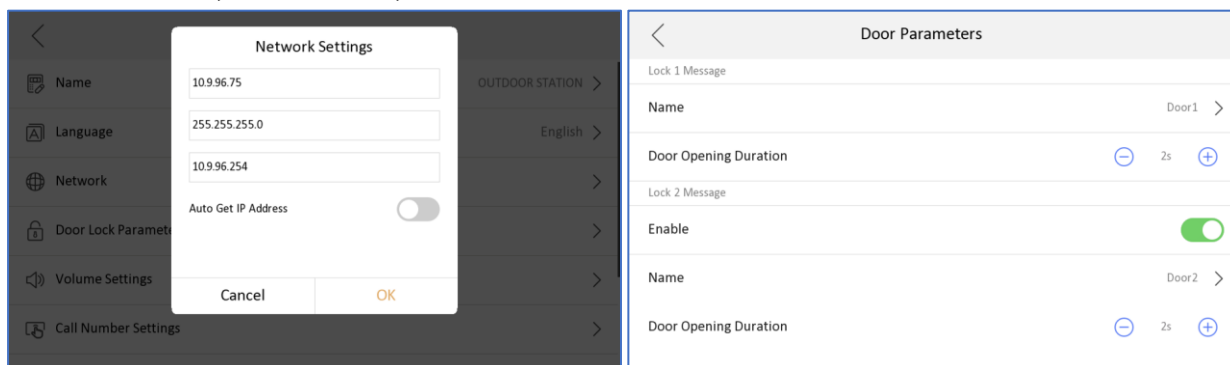 Network Settings
Name
10.9.96.75
OUTDOOR STATION
Language
255.255.255.0
English
10.9.96.254
Network
Auto Get IP Address
Door Lock Paramet
Volume Settings
Cancel
OK
Call Number Settings
Door Parameters
Lock 1 Message
Name
Door1
Door Opening Duration
2s
Lock 2 Message
Enable
Name
Door2
Door Opening Duration
2s